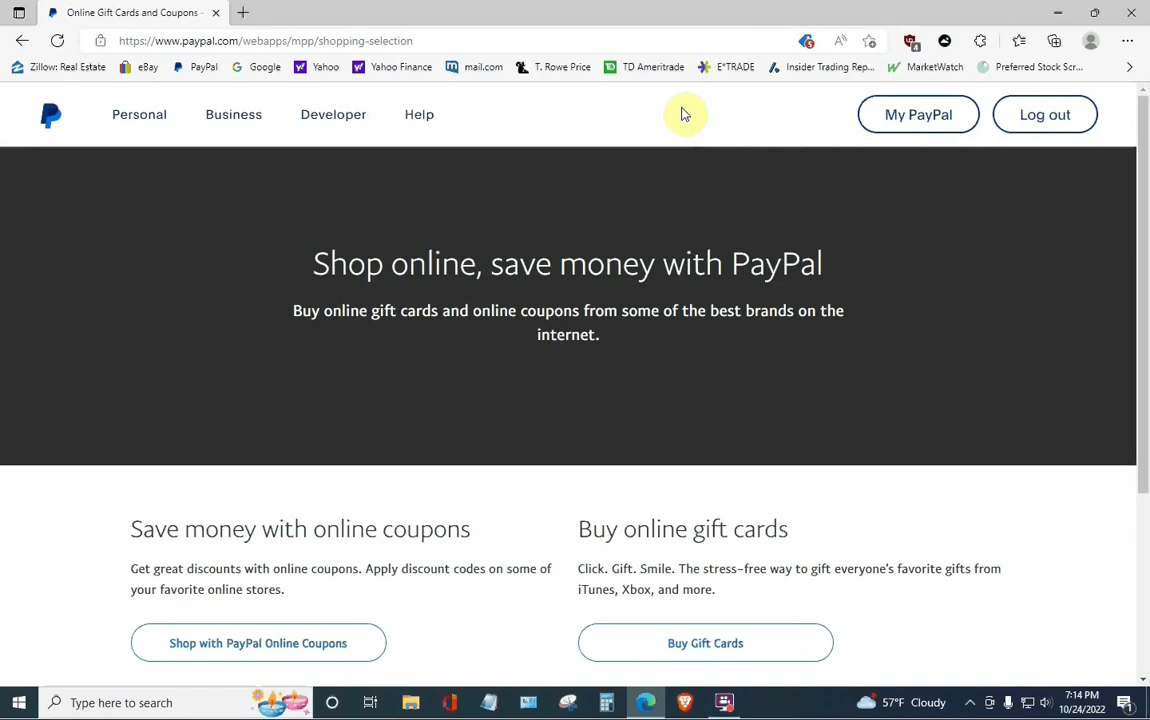 Online Gift Cards and Coupons -
https://www.paypal.com/webapps/mpp/shopping-selection
5
4
Zillow: Real Estate eBay PayPal Google Yahoo Yahoo Finance mail.com T. Rowe Price TD Ameritrade E*TRADE Insider Trading Rep... MarketWatch Preferred Stock Scr...
Personal Business Developer Help My PayPal Log out
Shop online, save money with PayPal
Buy online gift cards and online coupons from some of the best brands on the
internet.
Save money with online coupons
Get great discounts with online coupons. Apply discount codes on some of
your favorite online stores.
Shop with PayPal Online Coupons
Buy online gift cards
Click. Gift. Smile. The stress-free way to gift everyone's favorite gifts from
iTunes, Xbox, and more.
Buy Gift Cards
Type here to search
57°F Cloudy
7:14 PM
10/24/2022
1